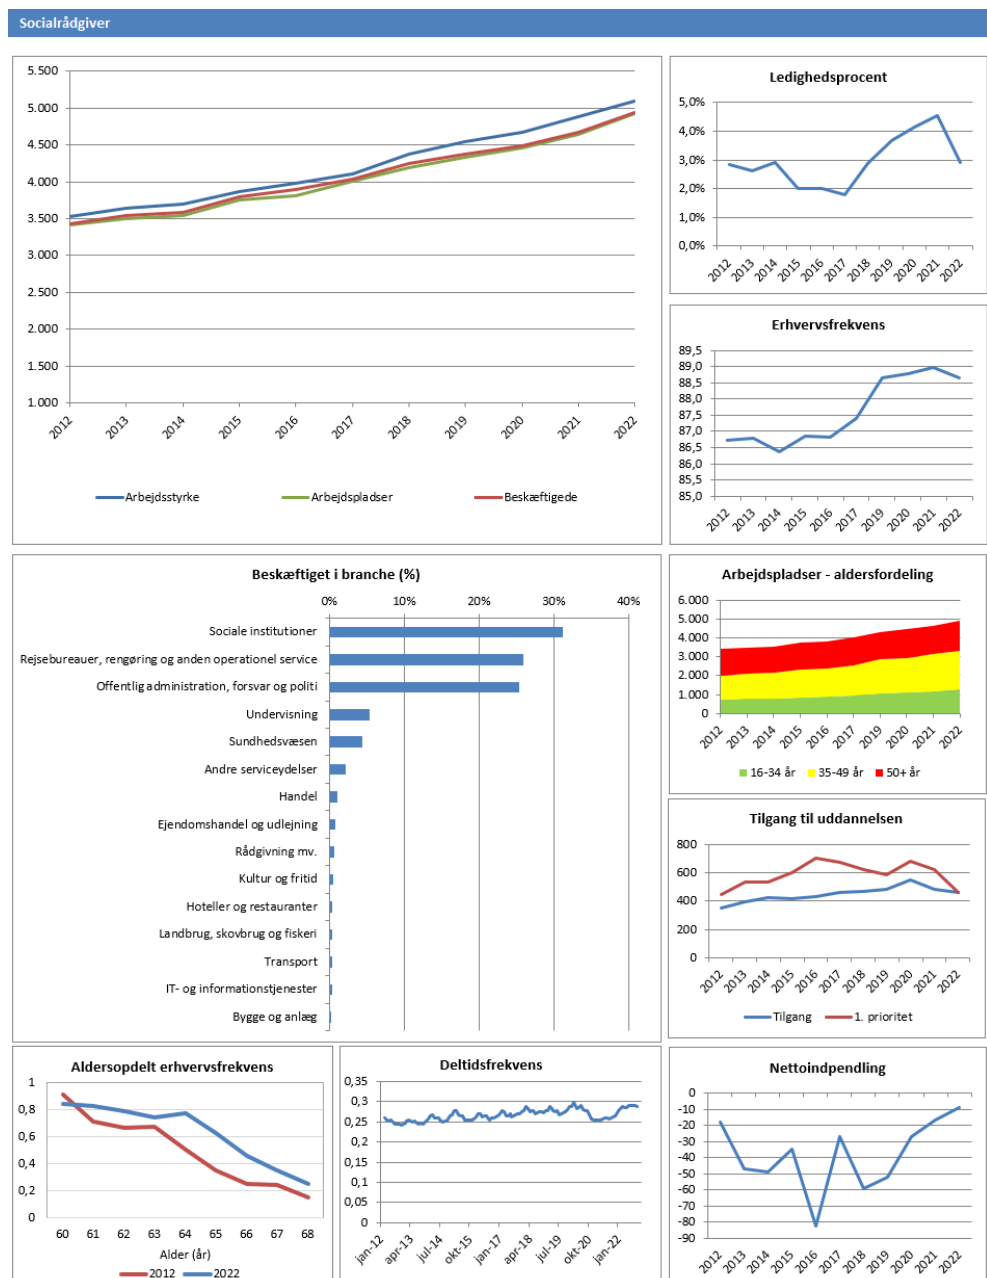 Socialrådgiver
5.500
5.000
4.500
4.000
3.500
3.000
2.500
2.000
1.500
1.000
2012 2013 2014 2015 2016 2017 2018 2019 2020 2021 2022
Arbejdsstyrke Arbejdspladser Beskæftigede
Ledighedsprocent
5,0%
4,0%
3,0%
2,0%
1,0%
0,0%
2012 2013 2014 2015 2016 2017 2018 2019 2020 2021 2022
Erhvervsfrekvens
89,5
89,0
88,5
88,0
87,5
87,0
86,5
86,0
85,5
85,0
2012 2013 2014 2015 2016 2017 2018 2019 2020 2021 2022
Beskæftiget i branche (%)
0% 10% 20% 30% 40%
Sociale institutioner
Rejsebureauer, rengøring og anden operationel service
Offentlig administration, forsvar og politi
Undervisning
Sundhedsvæsen
Andre serviceydelser
Handel
Ejendomshandel og udlejning
Rådgivning mv.
Kultur og fritid
Hoteller og restauranter
Landbrug, skovbrug og fiskeri
Transport
IT- og informationstjenester
Bygge og anlæg
Arbejdspladser - aldersfordeling
6.000
5.000
4.000
3.000
2.000
1.000
0
2012 2013 2014 2015 2016 2017 2018 2019 2020 2021 2022
16-34 år 35-49 år 50+ år
Tilgang til uddannelsen
800
600
400
200
0
2012 2013 2014 2015 2016 2017 2018 2019 2020 2021 2022
Tilgang 1. prioritet
Aldersopdelt erhvervsfrekvens
1
0,8
0,6
0,4
0,2
0
60 61 62 63 64 65 66 67 68
Alder (år)
2012 2022
Deltidsfrekvens
0,35
0,3
0,25
0,2
0,15
0,1
0,05
0
jan-12 apr-13 jul-14 okt-15 jan-17 apr-18 jul-19 okt-20 jan-22
Nettoindpendling
0
-10
-20
-30
-40
-50
-60
-70
-80
-90
2012 2013 2014 2015 2016 2017 2018 2019 2020 2021 2022